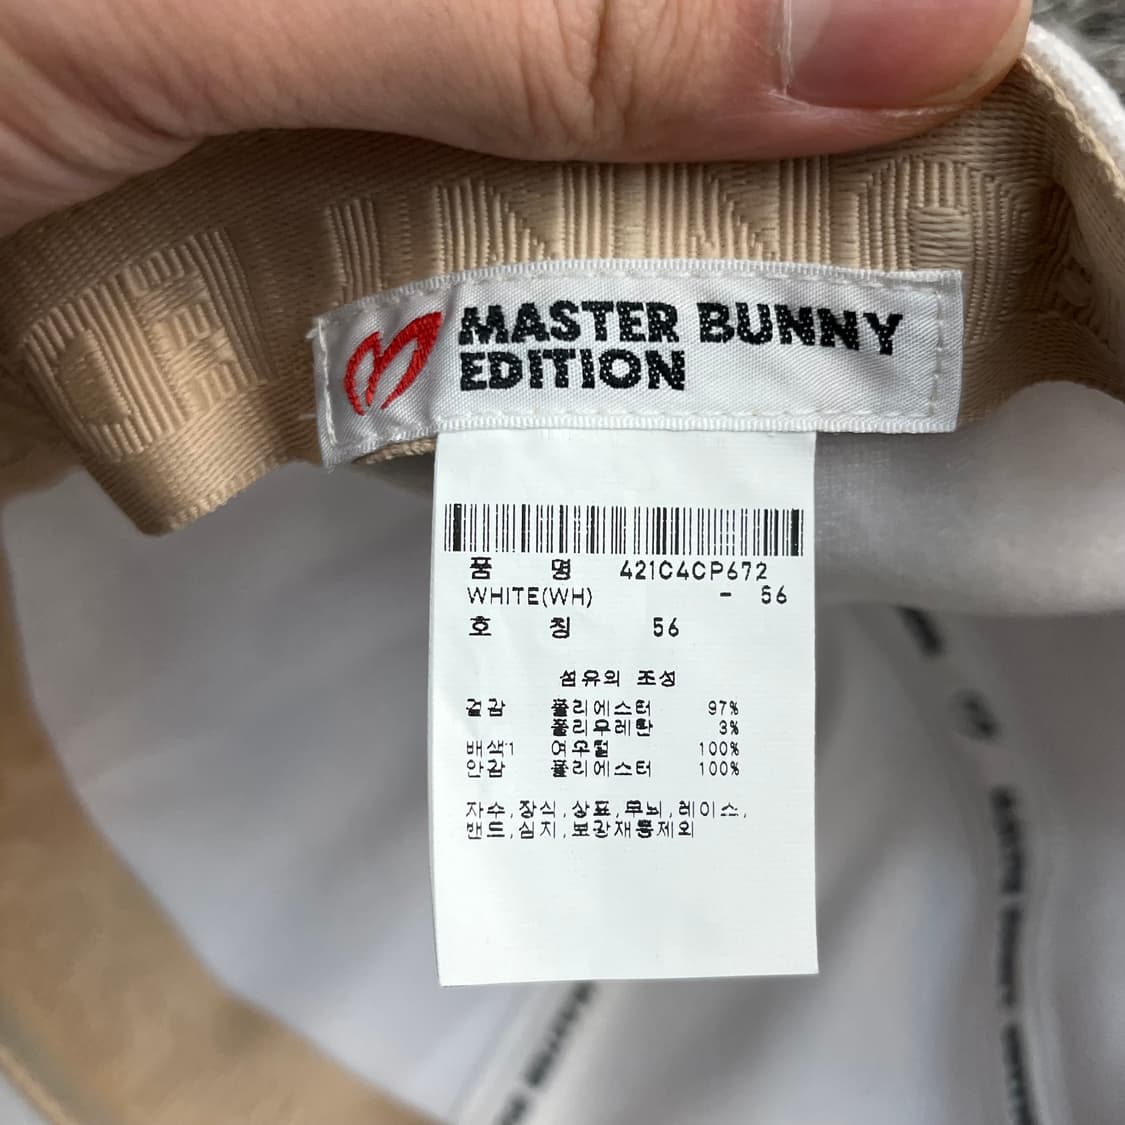 MASTER BUNNY
EDITION
품 명 421C4CP672
WHITE(WH) - 56
호 칭 56
섬유의 조성
겉감 폴리에스터 97%
폴리우레탄 3%
배색1 여우털 100%
안감 폴리에스터 100%
자수,장식,상표,무늬,레이스,
밴드,심지,보강재등제외